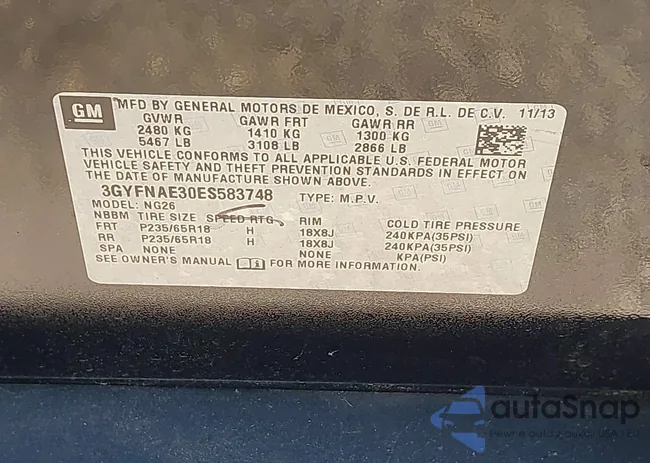 GM
MFD BY GENERAL MOTORS DE MEXICO, S. DE R.L. DE C.V. 11/13
GVWR GAWR FRT GAWR RR
2480 KG 1410 KG 1300 KG
5467 LB 3108 LB 2866 LB
THIS VEHICLE CONFORMS TO ALL APPLICABLE U.S. FEDERAL MOTOR
VEHICLE SAFETY AND THEFT PREVENTION STANDARDS IN EFFECT ON
THE DATE OF MANUFACTURE SHOWN ABOVE.
3GYFNAE30ES583748 TYPE: M.P.V.
MODEL: NG26
NBBM TIRE SIZE SPEED RTG RIM COLD TIRE PRESSURE
FRT P235/65R18 H 18X8J 240KPA(35PSI)
RR P235/65R18 H 18X8J 240KPA(35PSI)
SPA NONE NONE KPA(PSI)
SEE OWNER'S MANUAL FOR MORE INFORMATION.
autoSnap